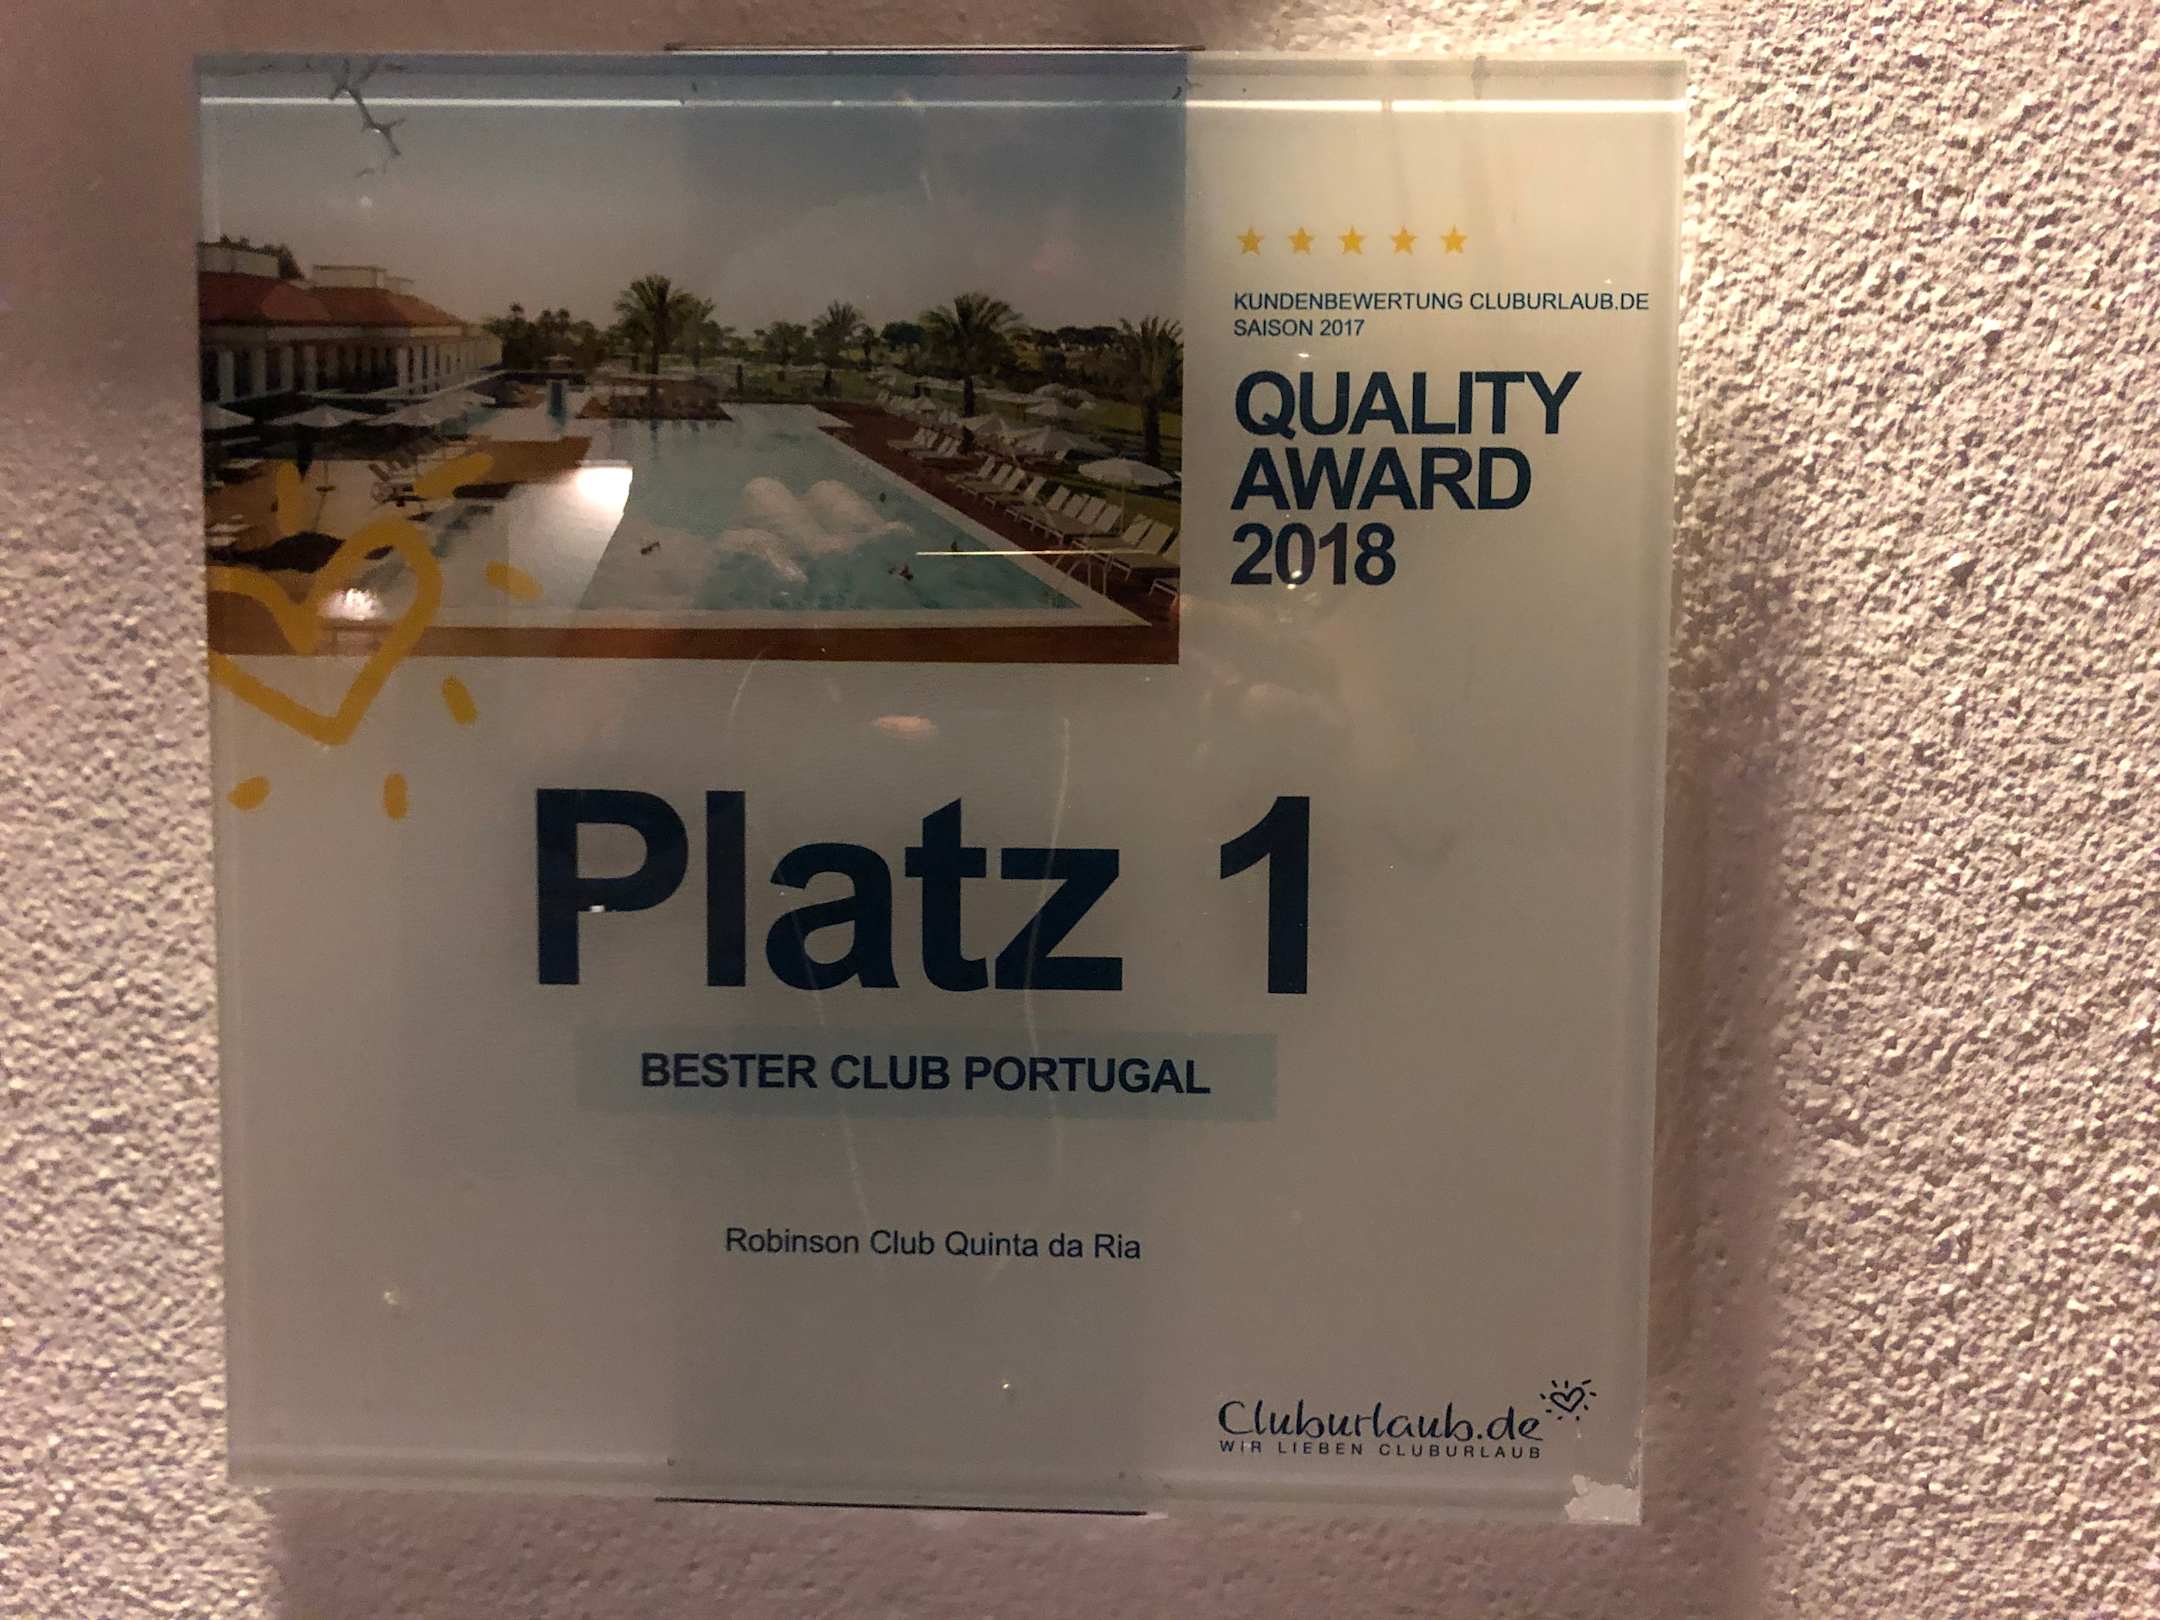 KUNDENBEWERTUNG CLUBURLAUB.DE
SAISON 2017
QUALITY
AWARD
2018
Platz 1
BESTER CLUB PORTUGAL
Robinson Club Quinta da Ria
Cluburlaub.de
WIR LIEBEN CLUBURLAUB